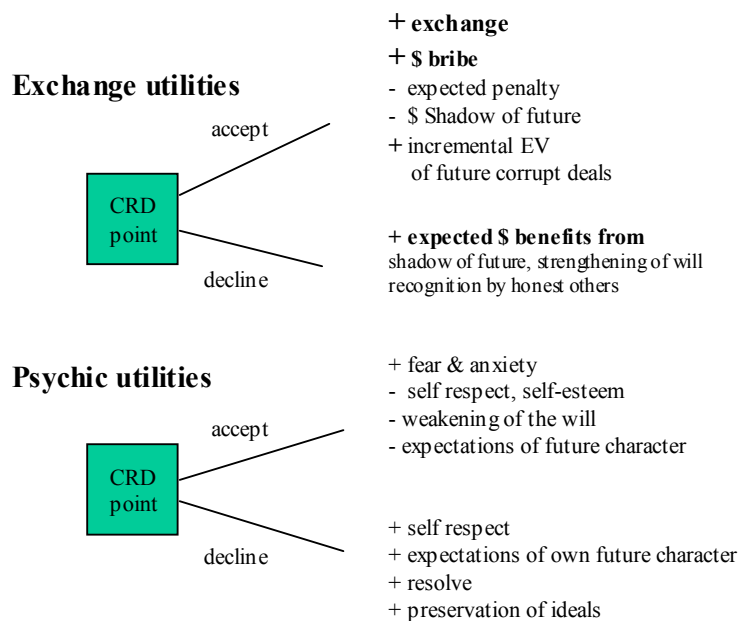 Exchange utilities
CRD
point
accept
decline
+ exchange
+ $ bribe
- expected penalty
- $ Shadow of future
+ incremental EV
of future corrupt deals
+ expected $ benefits from
shadow of future, strengthening of will
recognition by honest others
Psychic utilities
CRD
point
accept
decline
+ fear & anxiety
- self respect, self-esteem
- weakening of the will
- expectations of future character
+ self respect
+ expectations of own future character
+ resolve
+ preservation of ideals